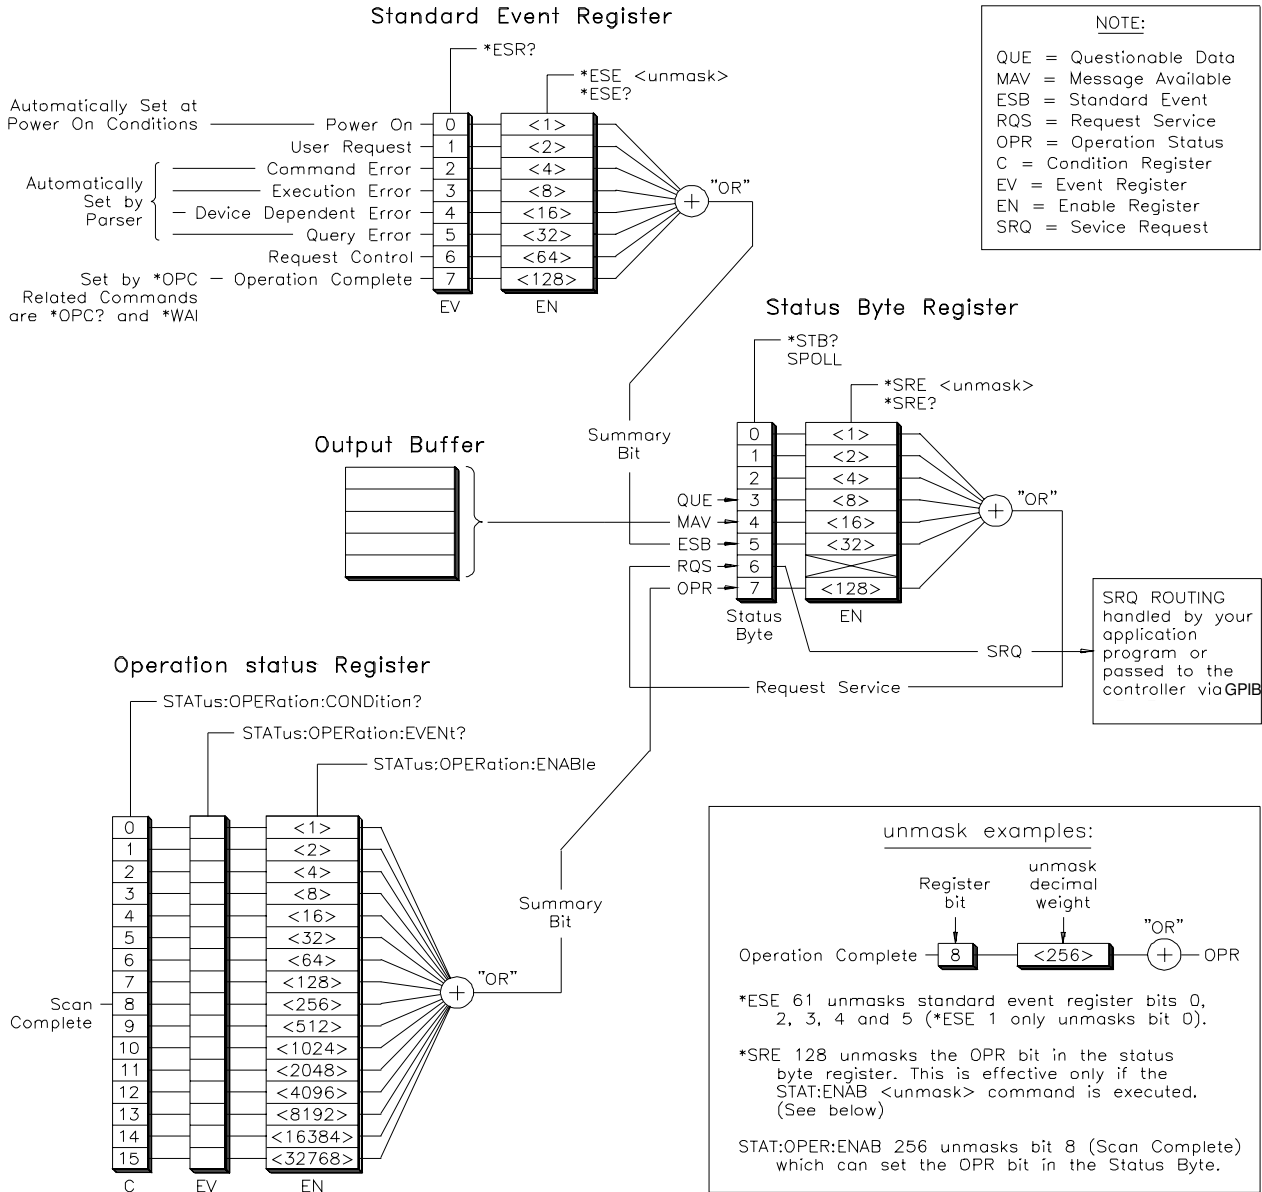 Standard Event Register
*ESR?
*ESE <unmask>
*ESE?
Automatically Set at
Power On Conditions
Power On 0 <1>
User Request 1 <2>
Command Error 2 <4>
Execution Error 3 <8>
Device Dependent Error 4 <16>
Query Error 5 <32>
Request Control 6 <64>
Operation Complete 7 <128>
Automatically
Set by
Parser
Set by *OPC
Related Commands
are *OPC? and *WAI
EV
EN
"OR"
+
NOTE:
QUE = Questionable Data
MAV = Message Available
ESB = Standard Event
RQS = Request Service
OPR = Operation Status
C = Condition Register
EV = Event Register
EN = Enable Register
SRQ = Sevice Request
Status Byte Register
*STB?
SPOLL
*SRE <unmask>
*SRE?
Summary
Bit
Output Buffer
0 <1>
1 <2>
2 <4>
QUE 3 <8>
MAV 4 <16>
ESB 5 <32>
RQS 6
OPR 7 <128>
Status
Byte
EN
"OR"
+
SRQ
Request Service
SRQ ROUTING
handled by your
application
program or
passed to the
controller via GPIB
Operation status Register
STATus:OPERation:CONDition?
STATus:OPERation:EVENt?
STATus:OPERation:ENABle
0 <1>
1 <2>
2 <4>
3 <8>
4 <16>
5 <32>
6 <64>
7 <128>
8 <256>
9 <512>
10 <1024>
11 <2048>
12 <4096>
13 <8192>
14 <16384>
15 <32768>
Scan
Complete
C
EV
EN
"OR"
+
Summary
Bit
unmask examples:
Register
bit
unmask
decimal
weight
"OR"
Operation Complete 8 <256> + OPR
*ESE 61 unmasks standard event register bits 0,
2, 3, 4 and 5 (*ESE 1 only unmasks bit 0).
*SRE 128 unmasks the OPR bit in the status
byte register. This is effective only if the
STAT:ENAB <unmask> command is executed.
(See below)
STAT:OPER:ENAB 256 unmasks bit 8 (Scan Complete)
which can set the OPR bit in the Status Byte.